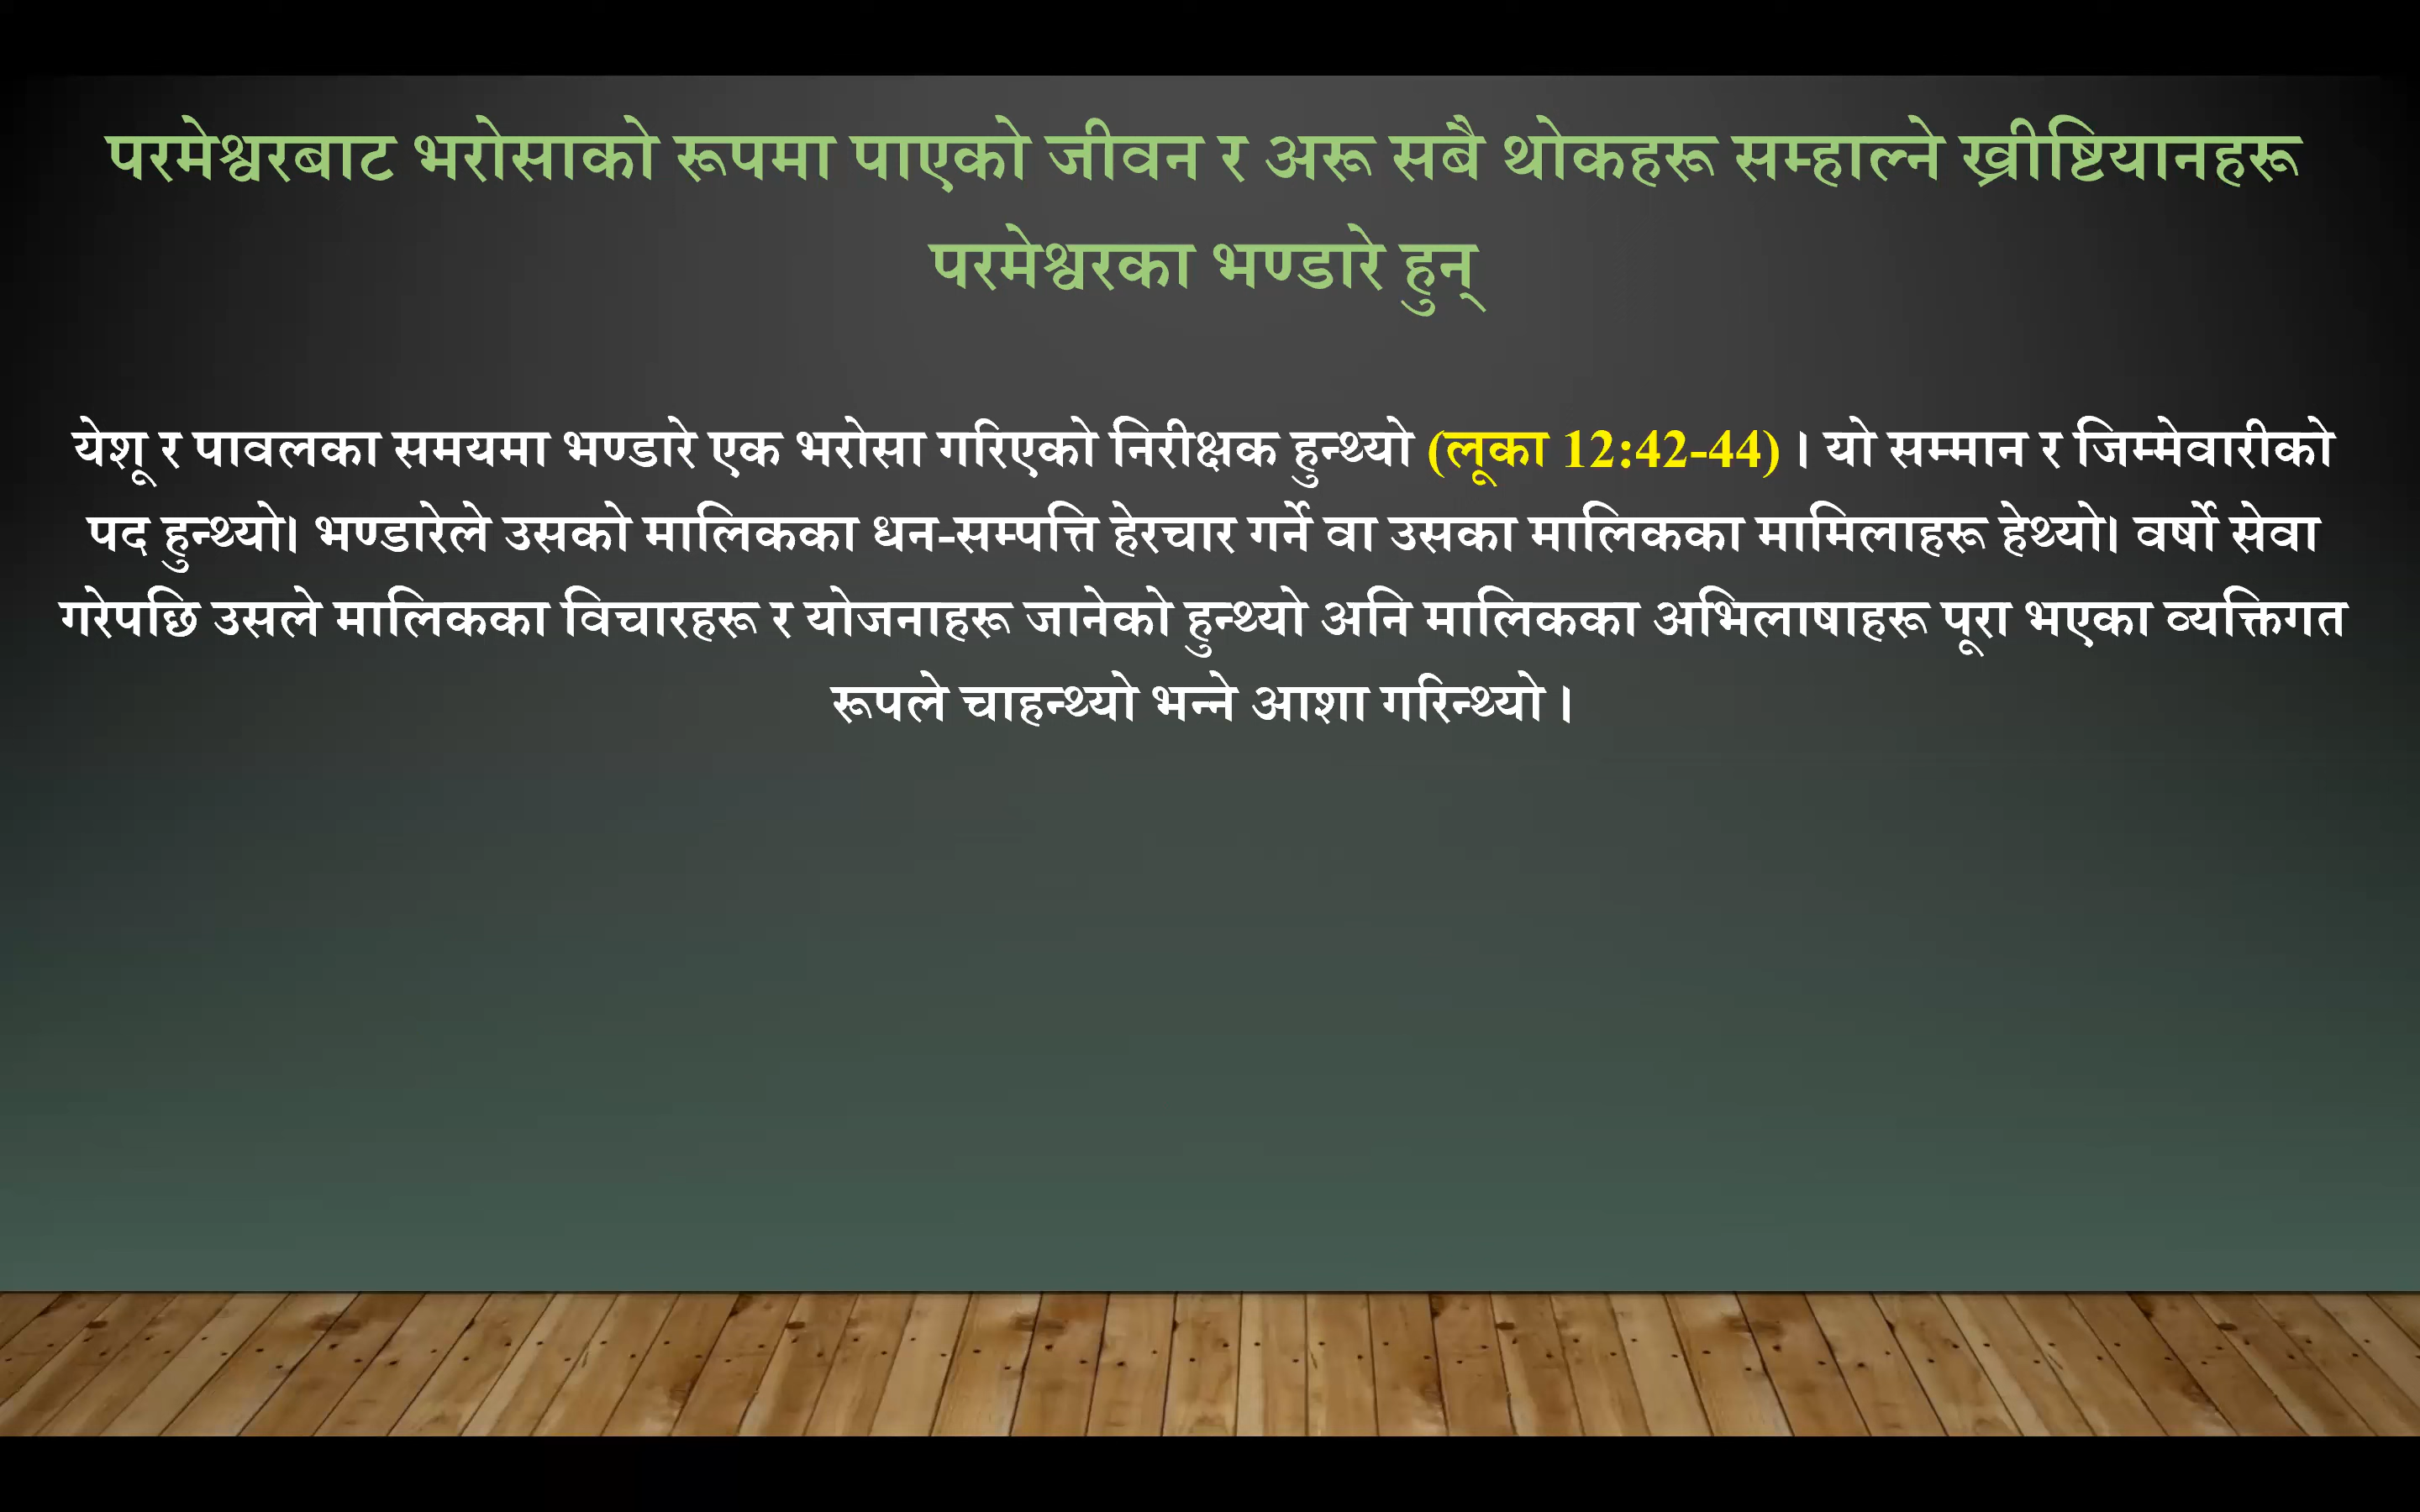 परमेश्वरबाट भरोसाको रूपमा पाएको जीवन र अरू सबै थोकहरू सम्हाल्ने ख्रीष्टियानहरू
परमेश्वरका भण्डारे हुन्
येशू र पावलका समयमा भण्डारे एक भरोसा गरिएको निरीक्षक हुन्थ्यो (लूका 12:42-44) । यो सम्मान र जिम्मेवारीको
पद हुन्थ्यो। भण्डारेले उसको मालिकका धन-सम्पत्ति हेरचार गर्ने वा उसका मालिकका मामिलाहरू हेथ्यो। वर्षो सेवा
गरेपछि उसले मालिकका विचारहरू र योजनाहरू जानेको हुन्थ्यो अनि मालिकका अभिलाषाहरू पूरा भएका व्यक्तिगत
रूपले चाहन्थ्यो भन्ने आशा गरिन्थ्यो ।